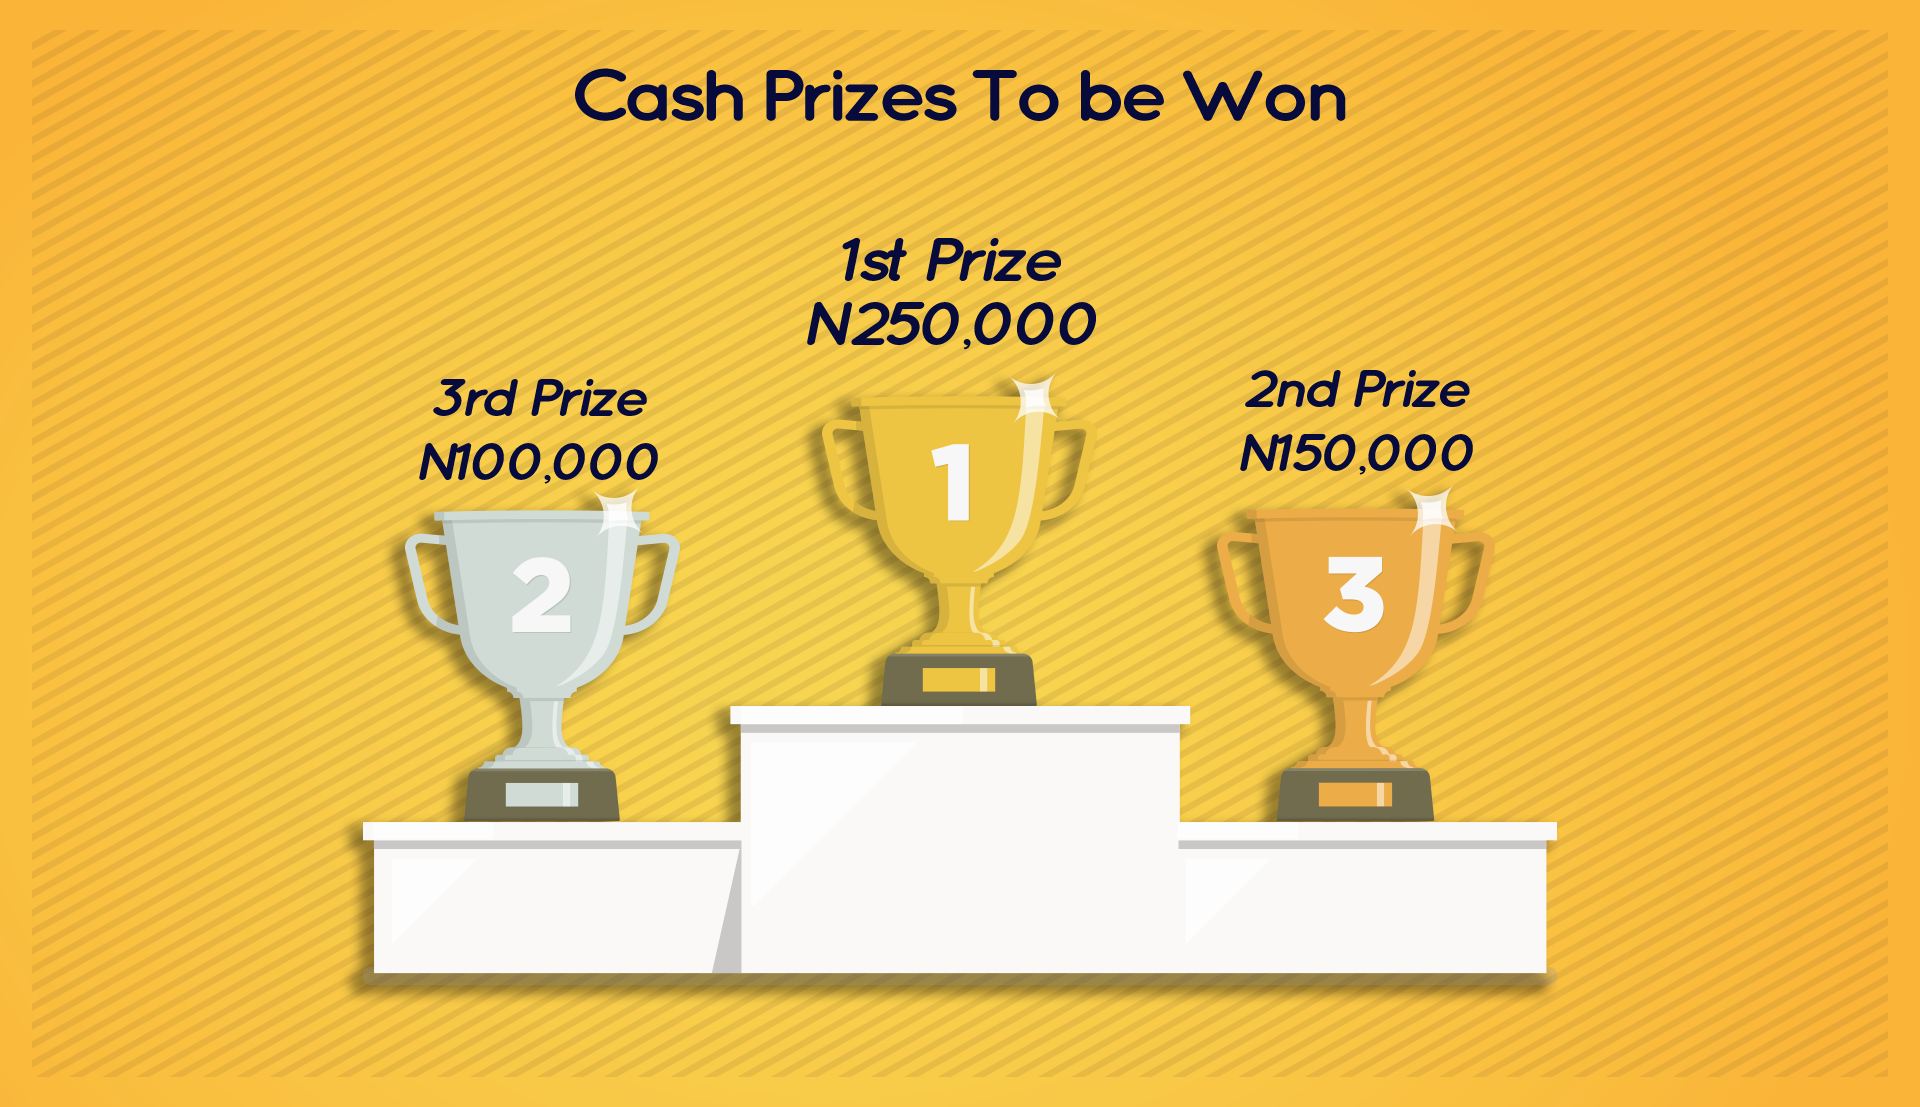 Cash Prizes To be Won
1st Prize
N250,000
3rd Prize
N100,000
2nd Prize
N150,000
1
2
3